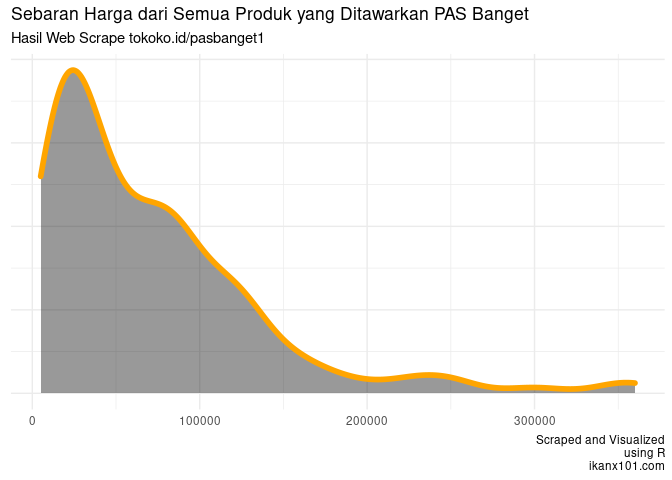 Sebaran Harga dari Semua Produk yang Ditawarkan PAS Banget
Hasil Web Scrape tokoko.id/pasbanget1
0 100000 200000 300000
Scraped and Visualized
using R
ikanx101.com